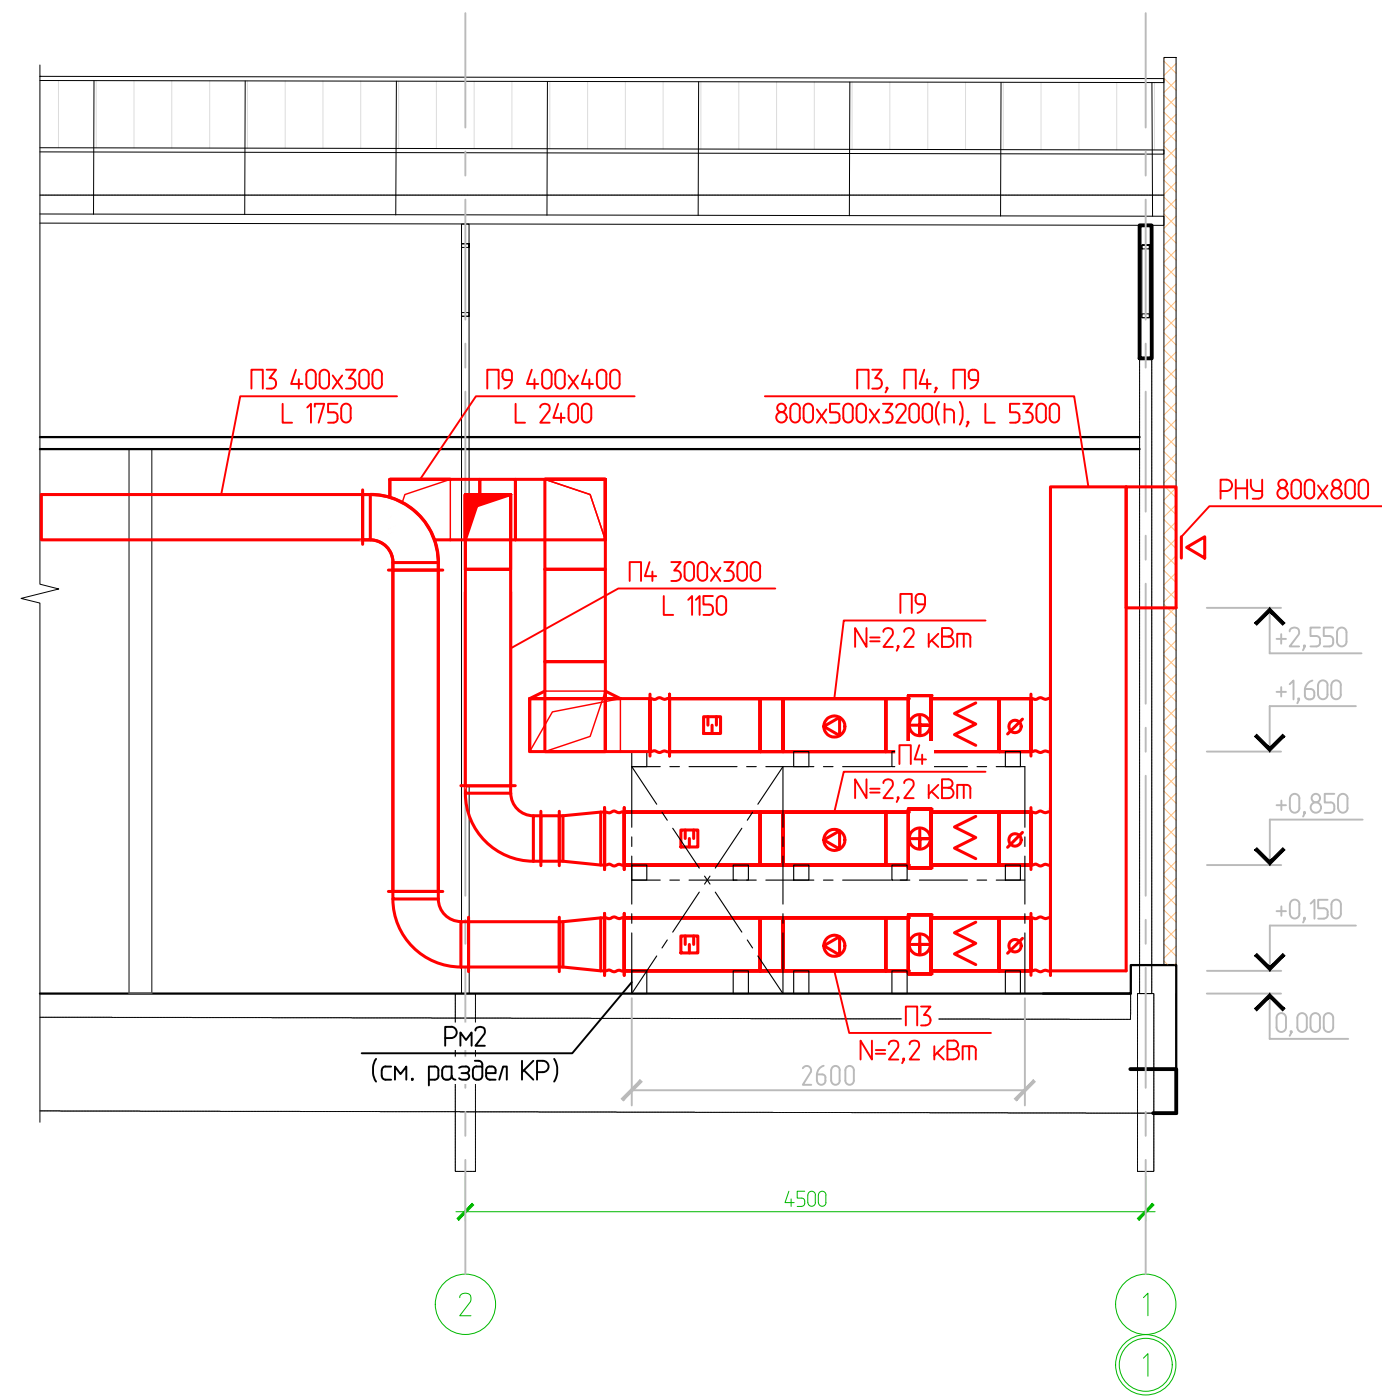 П3 400х300
L 1750
П9 400х400
L 2400
П3, П4, П9
800х500х3200(h), L 5300
РНУ 800х800
П4 300х300
L 1150
П9
N=2,2 кВт
+2,550
+1,600
П4
N=2,2 кВт
+0,850
+0,150
П3
N=2,2 кВт
0,000
Рм2
(см. раздел КР)
2600
4500
2
1
1